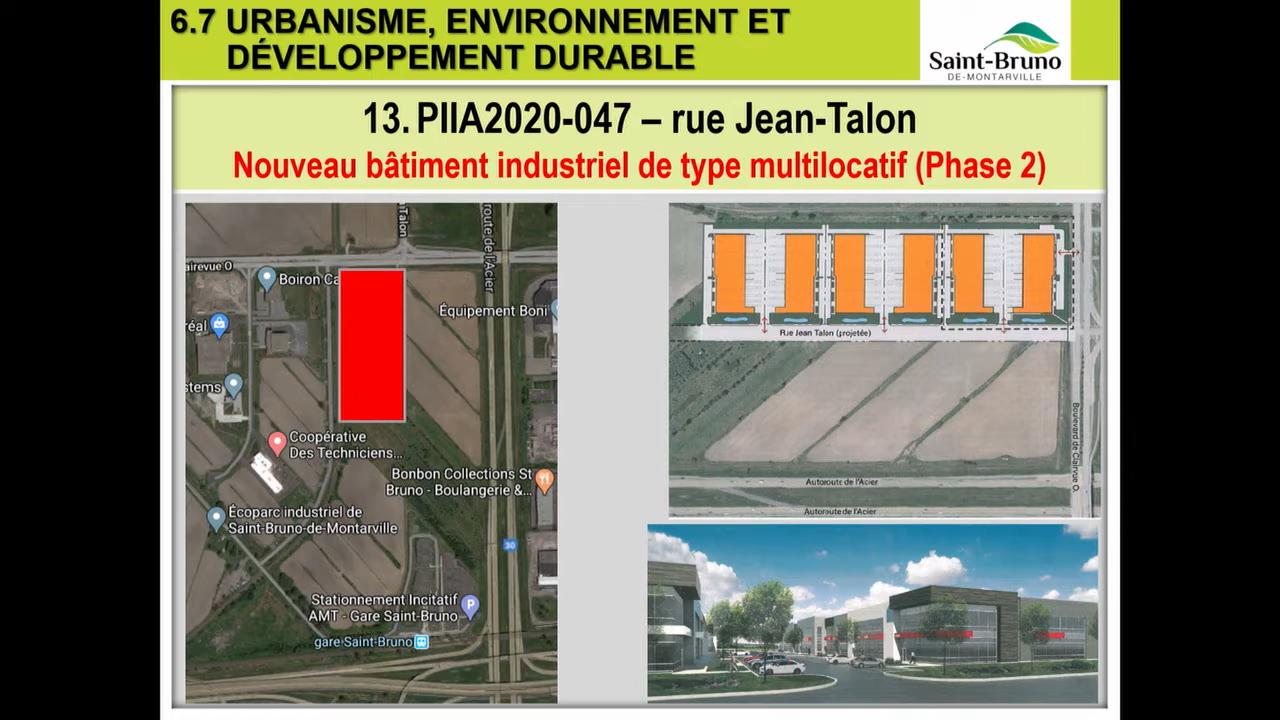 6.7 URBANISME, ENVIRONNEMENT ET
DÉVELOPPEMENT DURABLE
Saint-Bruno
DE-MONTARVILLE
13. PIIA2020-047 – rue Jean-Talon
Nouveau bâtiment industriel de type multilocatif (Phase 2)
Talon
route de l'Acier
airevue O
Boiron Ca
Équipement Boni
réal
stems
Coopérative
Des Techniciens...
Bonbon Collections St
Bruno - Boulangerie &...
Écoparc industriel de
Saint-Bruno-de-Montarville
30
Stationnement Incitatif
AMT - Gare Saint-Bruno
P
gare Saint-Bruno
Rue Jean Talon (projetée)
Boulevard de Clairvue O.
Autoroute de l'Acier
Autoroute de l'Acier